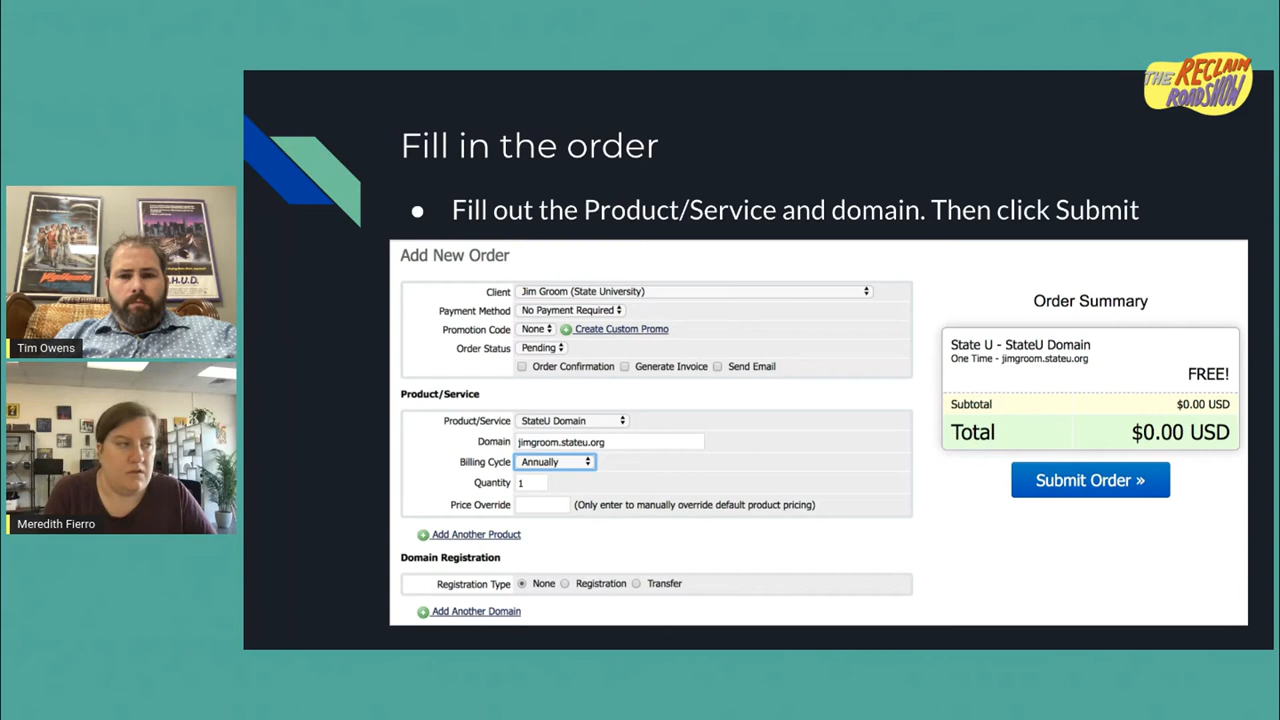 THE RECLAIM
ROADSHOW
Fill in the order
● Fill out the Product/Service and domain. Then click Submit
Add New Order
Client Jim Groom (State University)
Payment Method No Payment Required
Promotion Code None Create Custom Promo
Order Status Pending
Order Confirmation Generate Invoice Send Email
Product/Service
Product/Service StateU Domain
Domain jimgroom.stateu.org
Billing Cycle Annually
Quantity 1
Price Override (Only enter to manually override default product pricing)
Add Another Product
Domain Registration
Registration Type None Registration Transfer
Add Another Domain
Order Summary
State U - StateU Domain
One Time - jimgroom.stateu.org
FREE!
Subtotal $0.00 USD
Total $0.00 USD
Submit Order »
Vigilante
C.H.U.D.
Tim Owens
Meredith Fierro